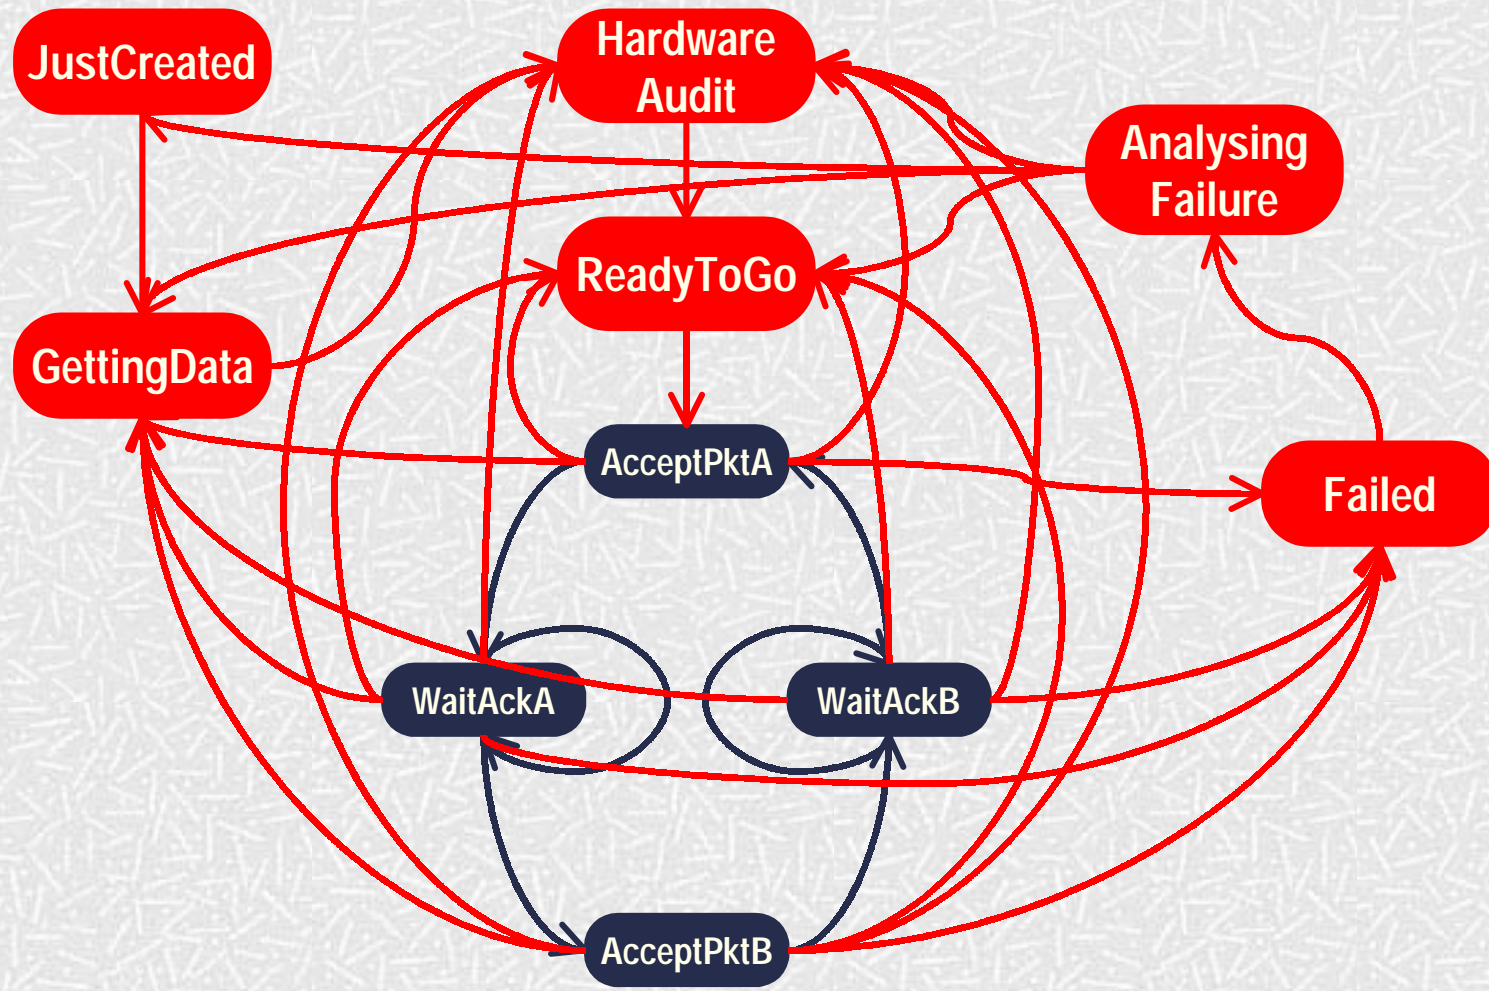 JustCreated
Hardware
Audit
Analysing
Failure
ReadyToGo
GettingData
AcceptPktA
Failed
WaitAckA
WaitAckB
AcceptPktB